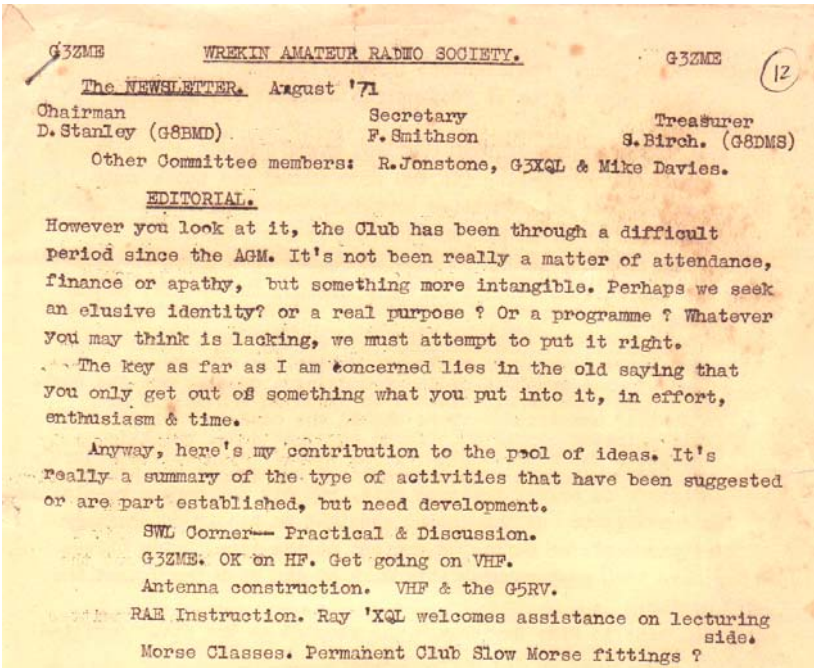 G3ZME WREKIN AMATEUR RADIO SOCIETY. G3ZME
12
The NEWSLETTER. August '71
Chairman Secretary Treasurer
D.Stanley (G8BMD) F.Smithson S.Birch. (G8DMS)
Other Committee members: R.Jonstone, G3XQL & Mike Davies.
EDITORIAL.
However you look at it, the Club has been through a difficult
period since the AGM. It's not been really a matter of attendance,
finance or apathy, but something more intangible. Perhaps we seek
an elusive identity? or a real purpose ? Or a programme ? Whatever
you may think is lacking, we must attempt to put it right.
The key as far as I am concerned lies in the old saying that
you only get out of something what you put into it, in effort,
enthusiasm & time.
Anyway, here's my contribution to the pool of ideas. It's
really a summary of the type of activities that have been suggested
or are part established, but need development.
SWL Corner-- Practical & Discussion.
G3ZME. OK on HF. Get going on VHF.
Antenna construction. VHF & the G5RV.
RAE Instruction. Ray 'XQL welcomes assistance on lecturing
side.
Morse Classes. Permanent Club Slow Morse fittings ?